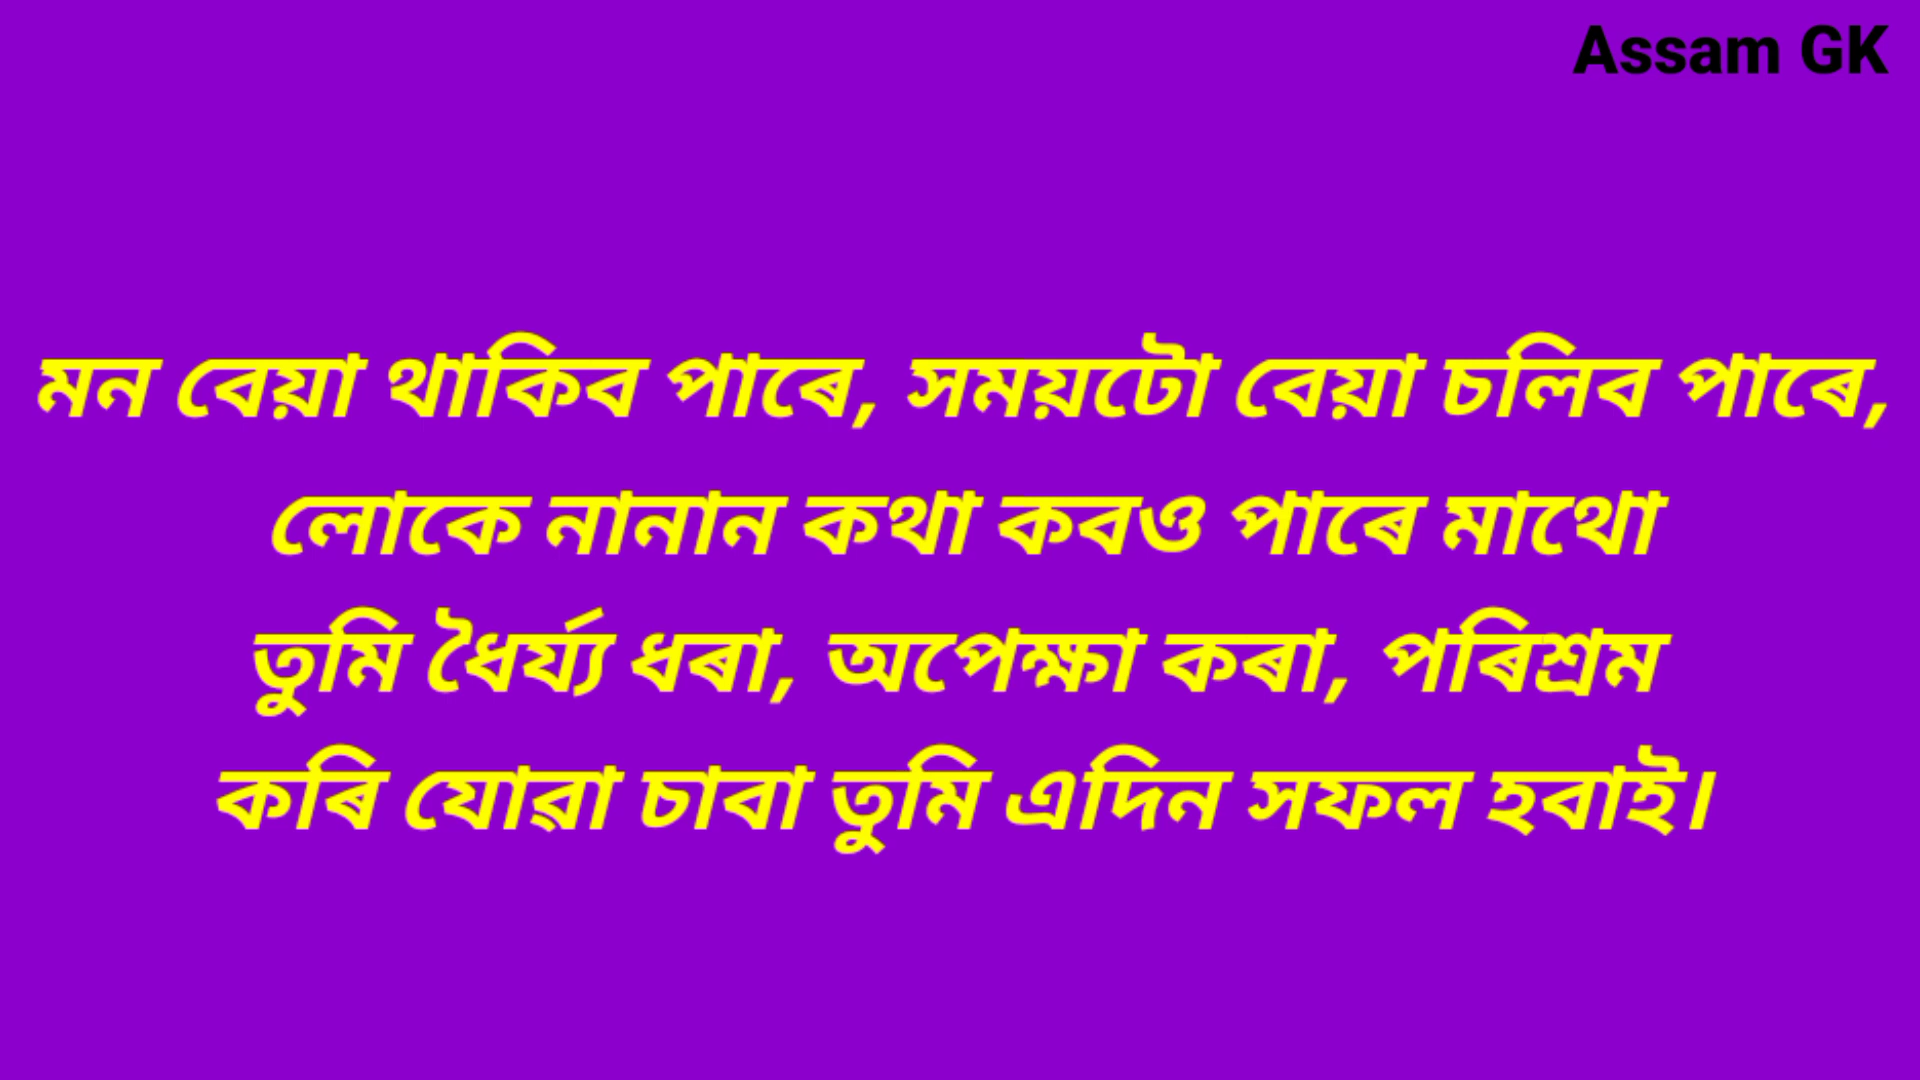 Assam GK
মন বেয়া থাকিব পাৰে, সময়টো বেয়া চলিব পাৰে,
লোকে নানান কথা কবও পাৰে মাথো
তুমি ধৈৰ্য্য ধৰা, অপেক্ষা কৰা, পৰিশ্ৰম
কৰি যোৱা চাবা তুমি এদিন সফল হবাই।